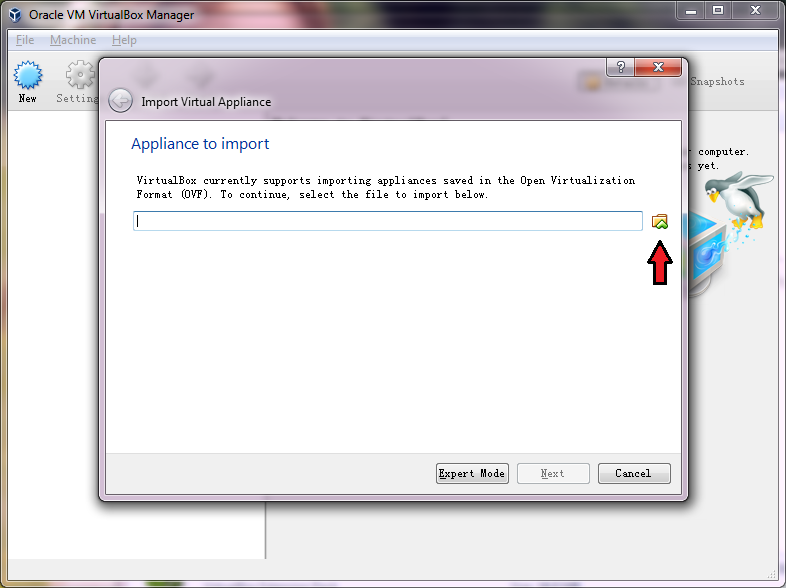 Oracle VM VirtualBox Manager
File Machine Help
New Setting Snapshots
Import Virtual Appliance
Appliance to import
computer.
yet.
VirtualBox currently supports importing appliances saved in the Open Virtualization
Format (OVF). To continue, select the file to import below.
Expert Mode Next Cancel